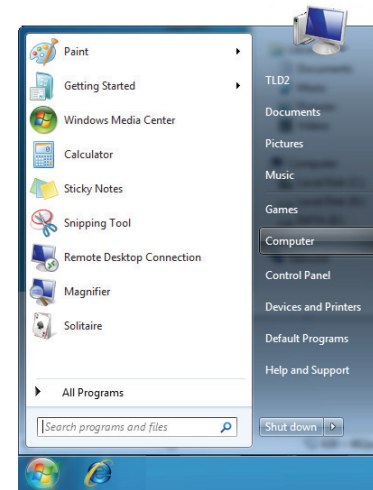 Paint
Getting Started
Windows Media Center
Calculator
Sticky Notes
Snipping Tool
Remote Desktop Connection
Magnifier
Solitaire
All Programs
Search programs and files
TLD2
Documents
Pictures
Music
Games
Computer
Control Panel
Devices and Printers
Default Programs
Help and Support
Shut down